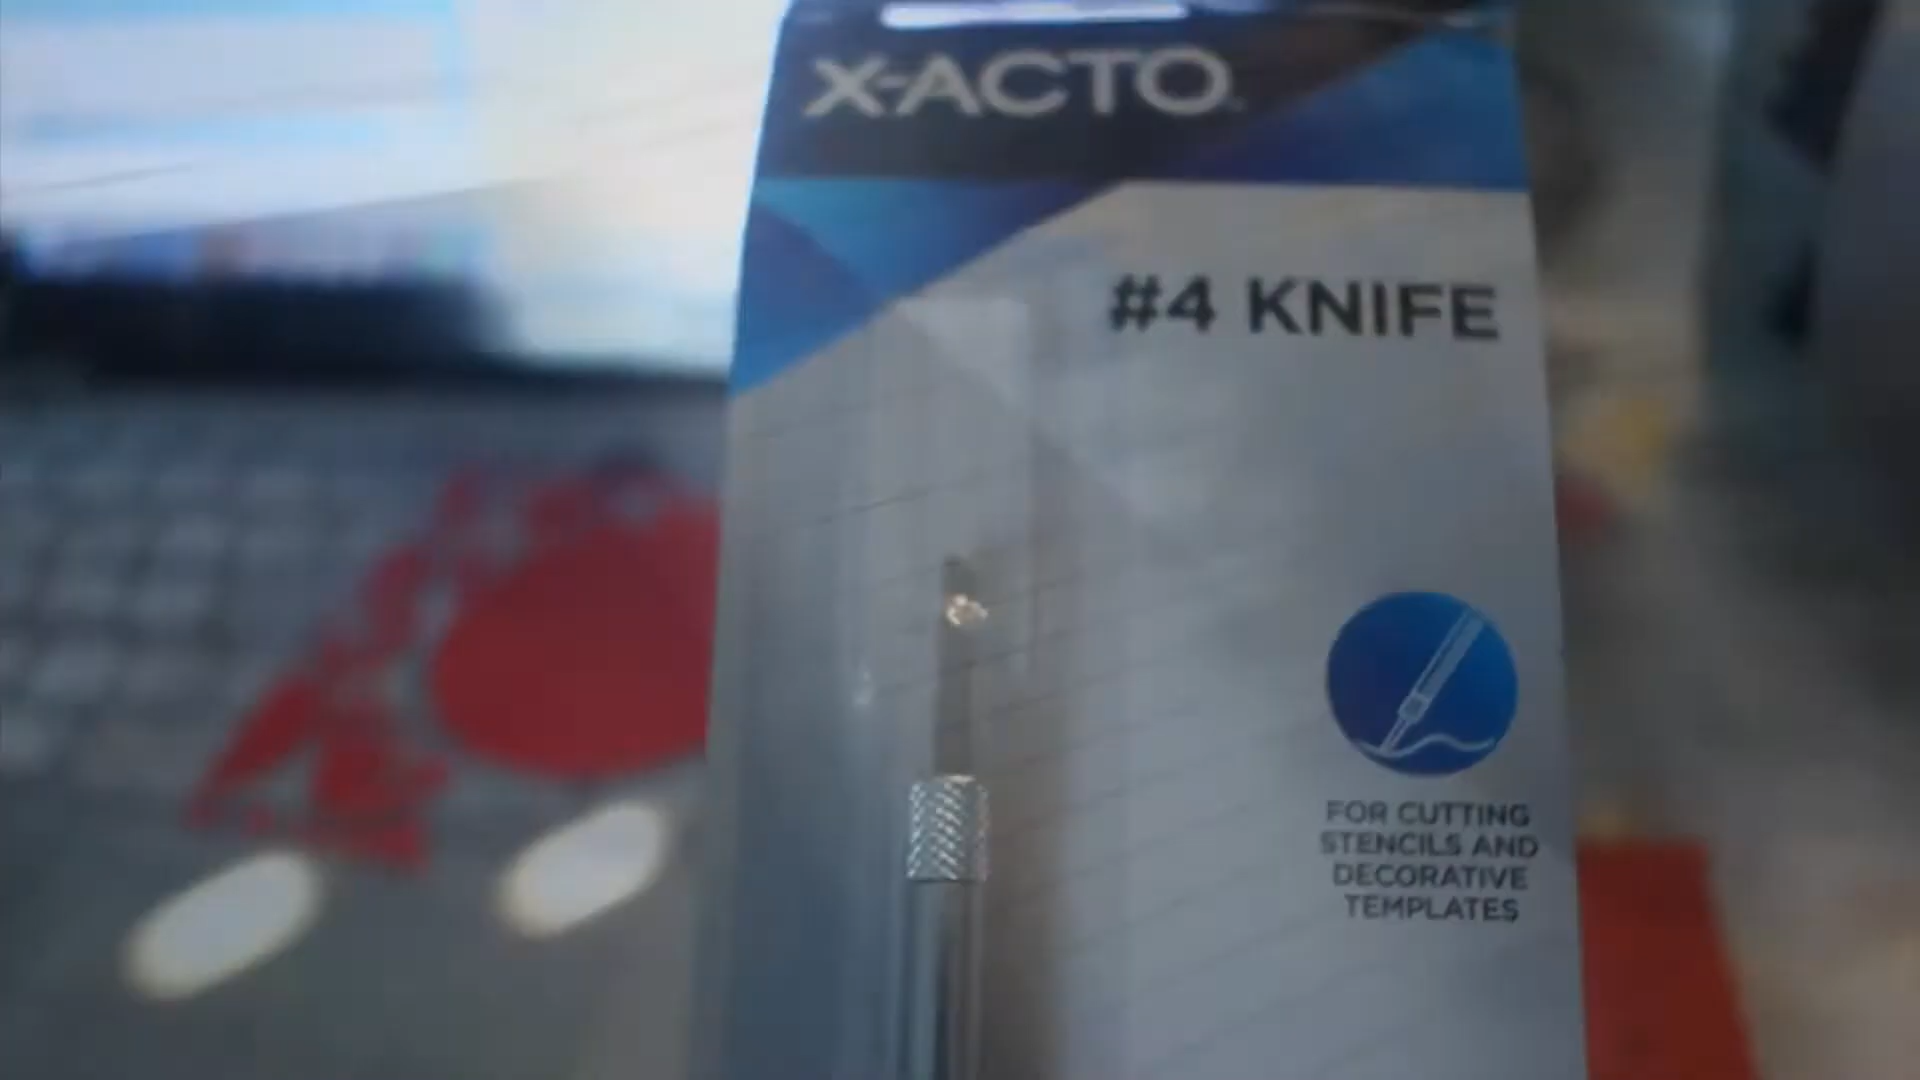 X-ACTO
#4 KNIFE
FOR CUTTING
STENCILS AND
DECORATIVE
TEMPLATES